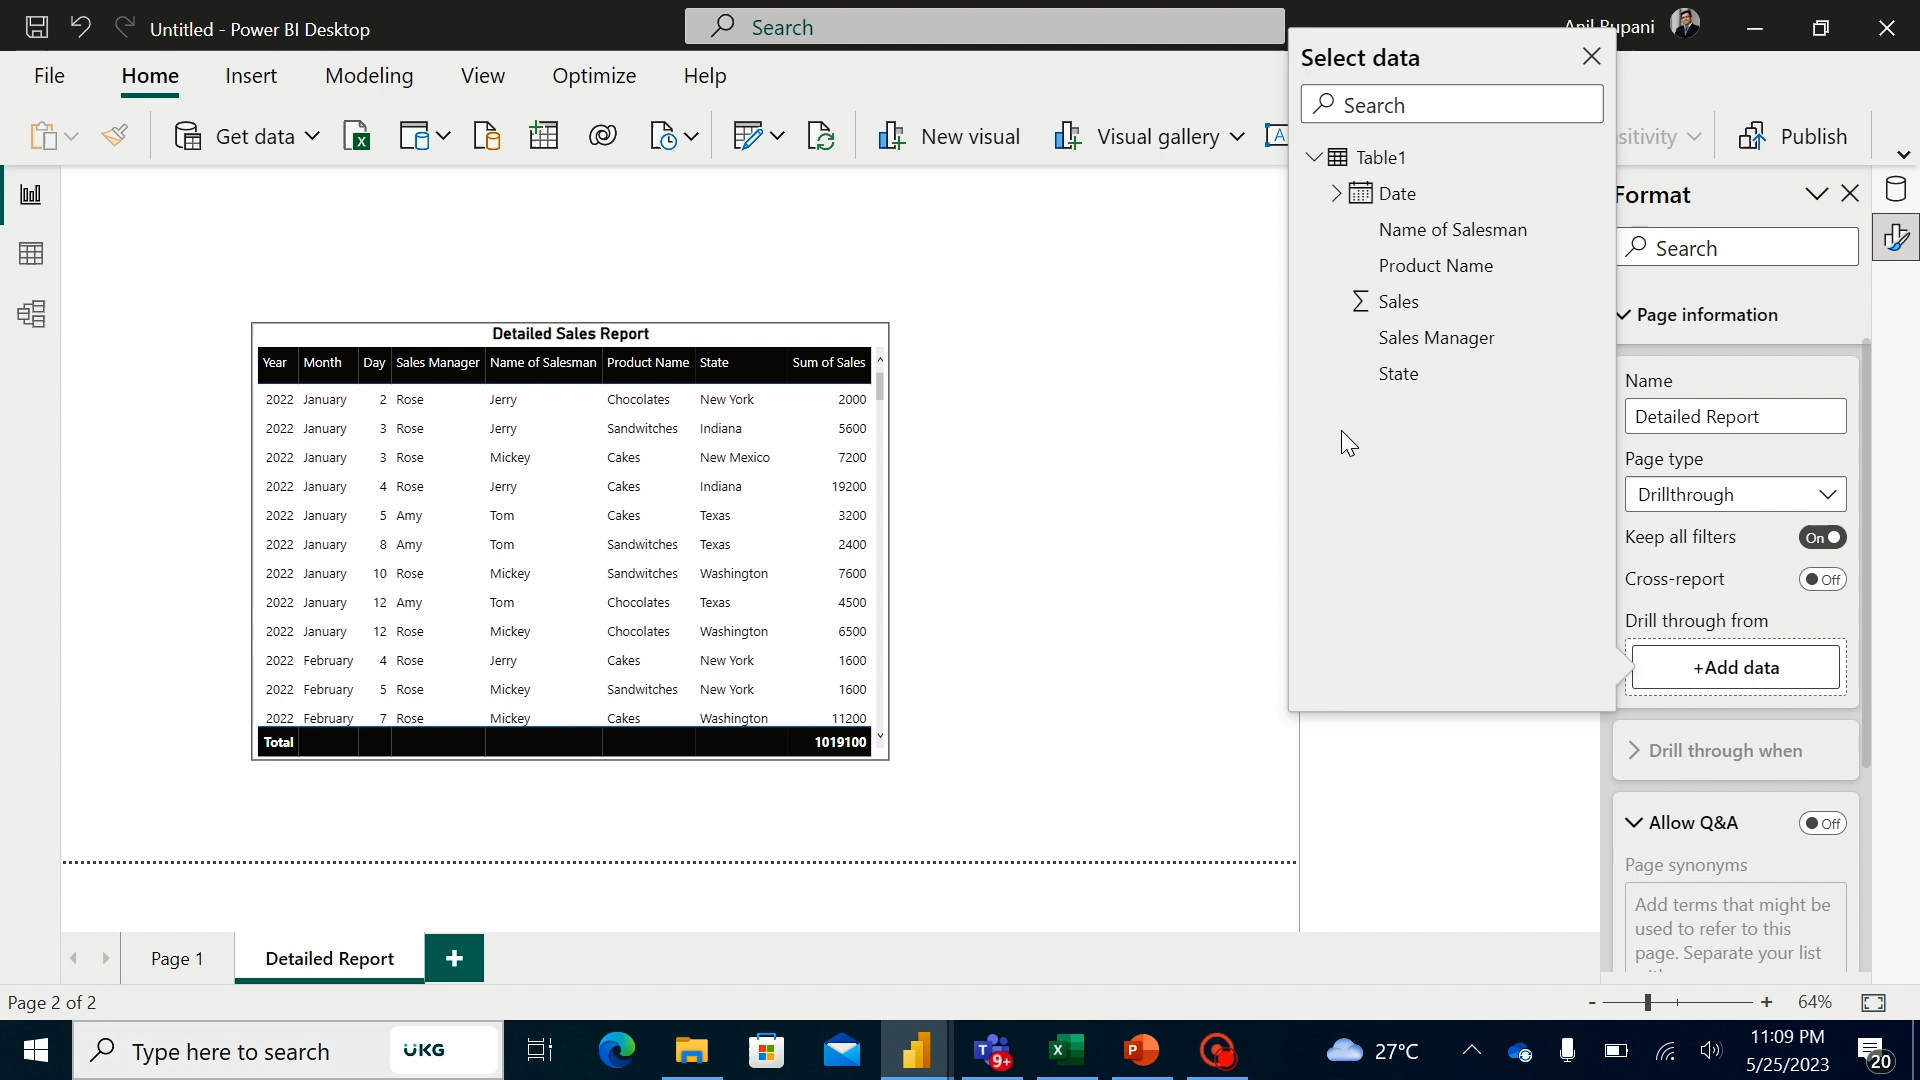 Untitled - Power BI Desktop
Search
Anil Rupani
File Home Insert Modeling View Optimize Help
Get data
New visual
Visual gallery
A
sitivity
Publish
Select data
Search
Table1
Date
Name of Salesman
Product Name
Sales
Sales Manager
State
Format
Search
Page information
Name
Detailed Report
Page type
Drillthrough
Keep all filters On
Cross-report Off
Drill through from
+Add data
Drill through when
Allow Q&A Off
Page synonyms
Add terms that might be
used to refer to this
page. Separate your list
Detailed Sales Report
Year Month Day Sales Manager Name of Salesman Product Name State Sum of Sales
2022 January 2 Rose Jerry Chocolates New York 2000
2022 January 3 Rose Jerry Sandwitches Indiana 5600
2022 January 3 Rose Mickey Cakes New Mexico 7200
2022 January 4 Rose Jerry Cakes Indiana 19200
2022 January 5 Amy Tom Cakes Texas 3200
2022 January 8 Amy Tom Sandwitches Texas 2400
2022 January 10 Rose Mickey Sandwitches Washington 7600
2022 January 12 Amy Tom Chocolates Texas 4500
2022 January 12 Rose Mickey Chocolates Washington 6500
2022 February 4 Rose Jerry Cakes New York 1600
2022 February 5 Rose Mickey Sandwitches New York 1600
2022 February 7 Rose Mickey Cakes Washington 11200
Total 1019100
Page 1
Detailed Report
+
Page 2 of 2
- + 64%
Type here to search
UKG
9+
27°C
11:09 PM
5/25/2023
20